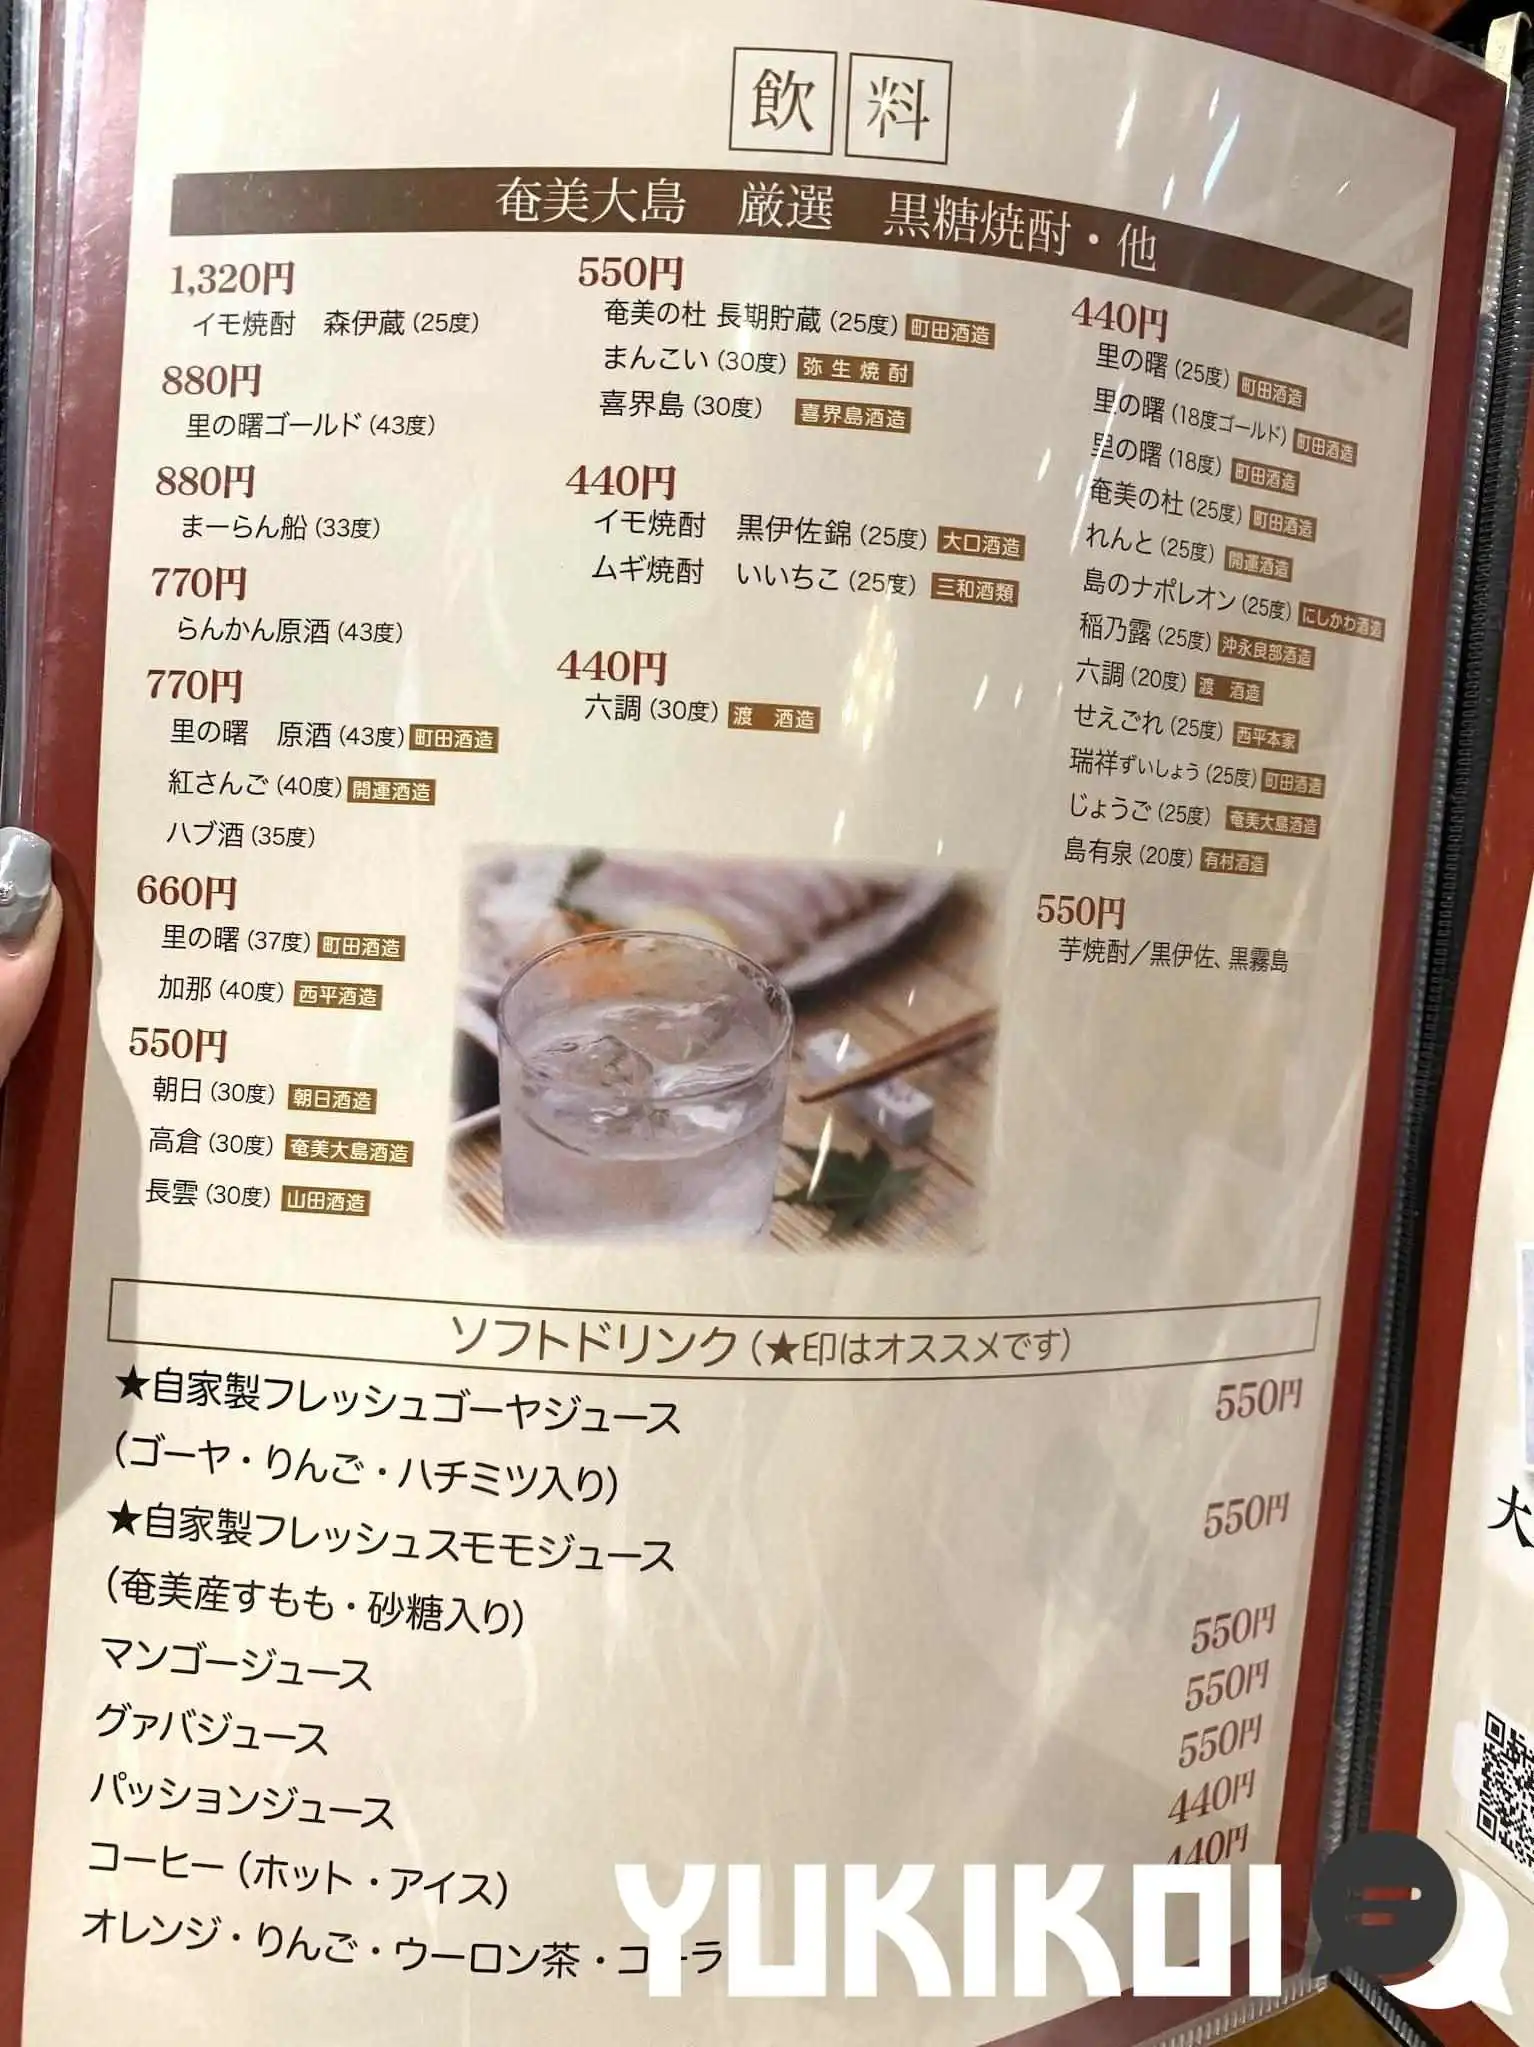 飲料
奄美大島 厳選 黒糖焼酎・他
1,320円
イモ焼酎 森伊蔵 (25度)
880円
里の曙ゴールド (43度)
880円
まーらん船 (33度)
770円
らんかん原酒 (43度)
770円
里の曙 原酒 (43度) 町田酒造
紅さんご (40度) 開運酒造
ハブ酒 (35度)
660円
里の曙 (37度) 町田酒造
加那 (40度) 西平酒造
550円
朝日 (30度) 朝日酒造
高倉 (30度) 奄美大島酒造
長雲 (30度) 山田酒造
550円
奄美の杜 長期貯蔵 (25度) 町田酒造
まんこい (30度) 弥生焼酎
喜界島 (30度) 喜界島酒造
440円
イモ焼酎 黒伊佐錦 (25度) 大口酒造
ムギ焼酎 いいちこ (25度) 三和酒類
440円
六調 (30度) 渡 酒造
440円
里の曙 (25度) 町田酒造
里の曙 (18度ゴールド) 町田酒造
里の曙 (18度) 町田酒造
奄美の杜 (25度) 町田酒造
れんと (25度) 開運酒造
島のナポレオン (25度) にしかわ酒造
稲乃露 (25度) 沖永良部酒造
六調 (20度) 渡 酒造
せえごれ (25度) 西平本家
瑞祥ずいしょう (25度) 町田酒造
じょうご (25度) 奄美大島酒造
島有泉 (20度) 有村酒造
550円
芋焼酎／黒伊佐、黒霧島
ソフトドリンク (★印はオススメです)
★自家製フレッシュゴーヤジュース 550円
(ゴーヤ・りんご・ハチミツ入り)
★自家製フレッシュスモモジュース 550円
(奄美産すもも・砂糖入り)
マンゴージュース 550円
グァバジュース 550円
パッションジュース 550円
コーヒー (ホット・アイス) 440円
オレンジ・りんご・ウーロン茶・コーラ 440円
YUKIKOI
大